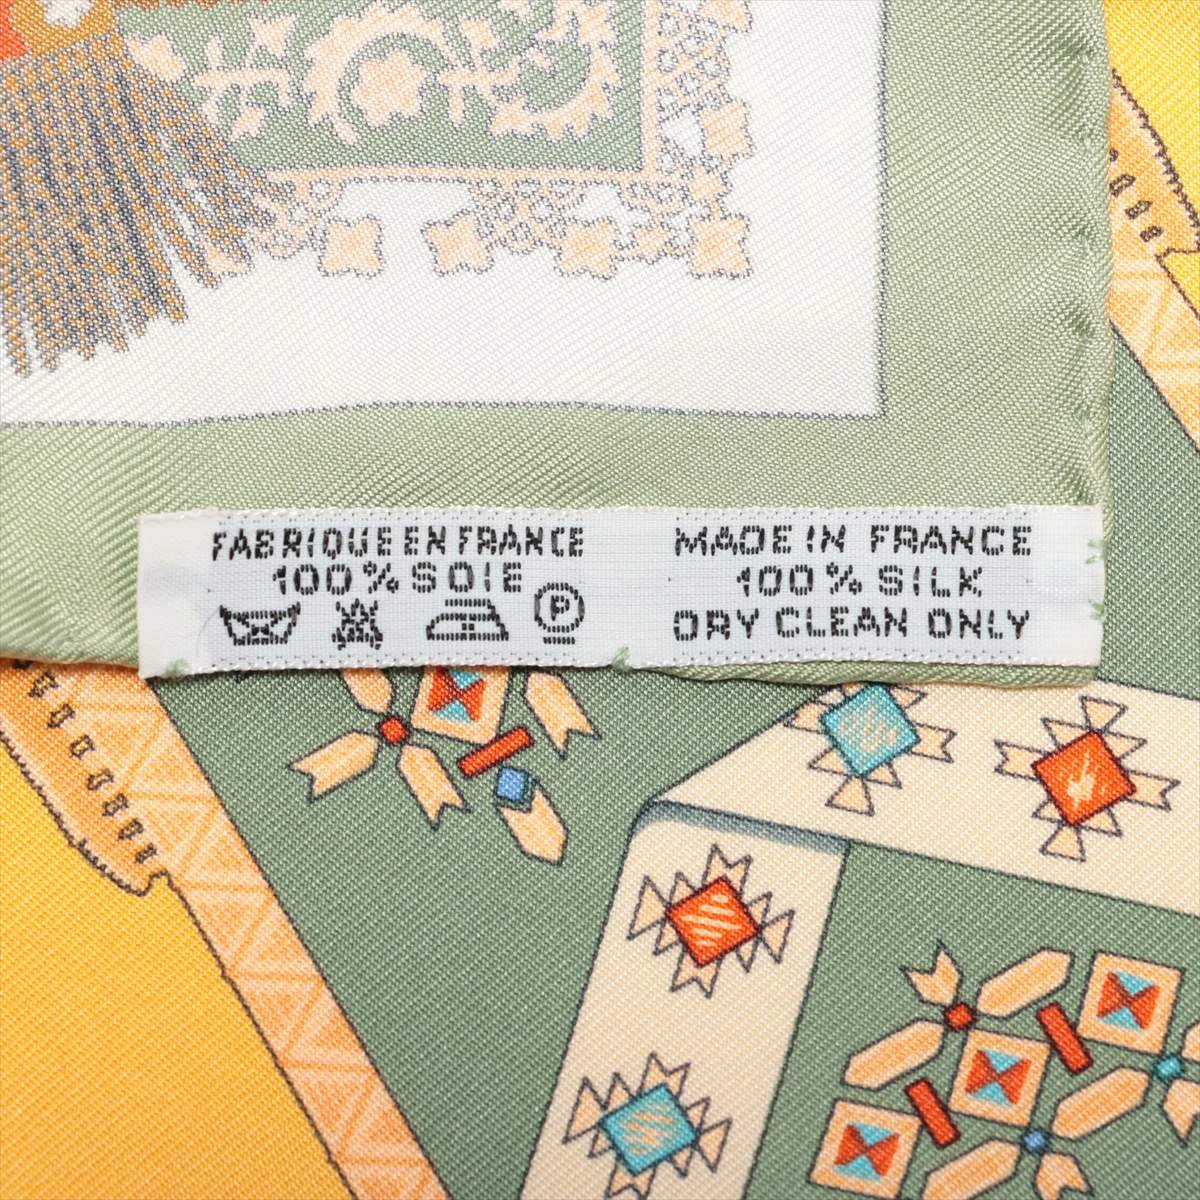 FABRIQUE EN FRANCE
100% SOIE
P
MADE IN FRANCE
100% SILK
DRY CLEAN ONLY